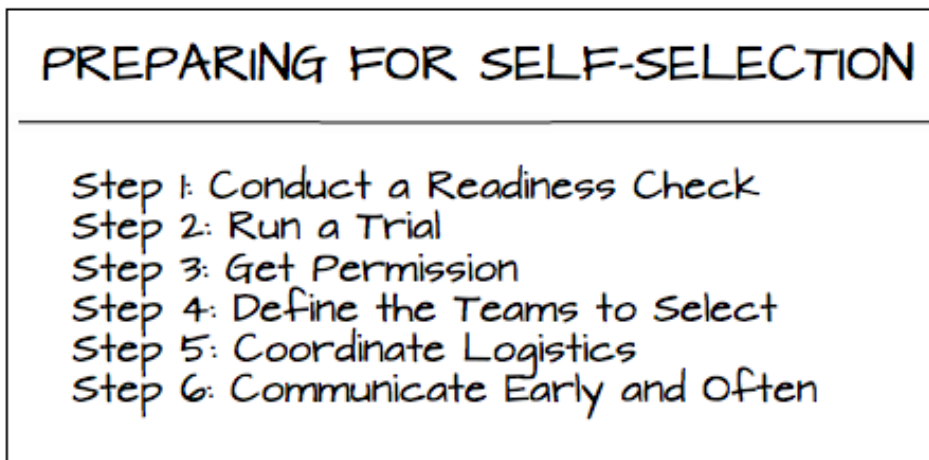 PREPARING FOR SELF-SELECTION
Step 1: Conduct a Readiness Check
Step 2: Run a Trial
Step 3: Get Permission
Step 4: Define the Teams to Select
Step 5: Coordinate Logistics
Step 6: Communicate Early and Often